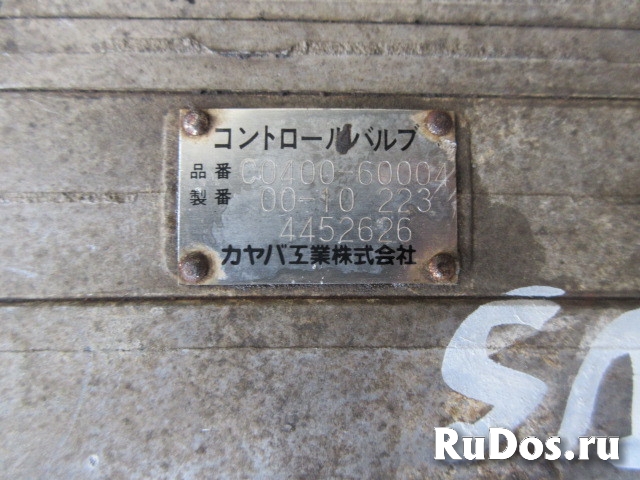 コントロールバルブ
品番 C0400-60004
製番 00-10 223
4452626
カヤバ工業株式会社
RuDos.ru